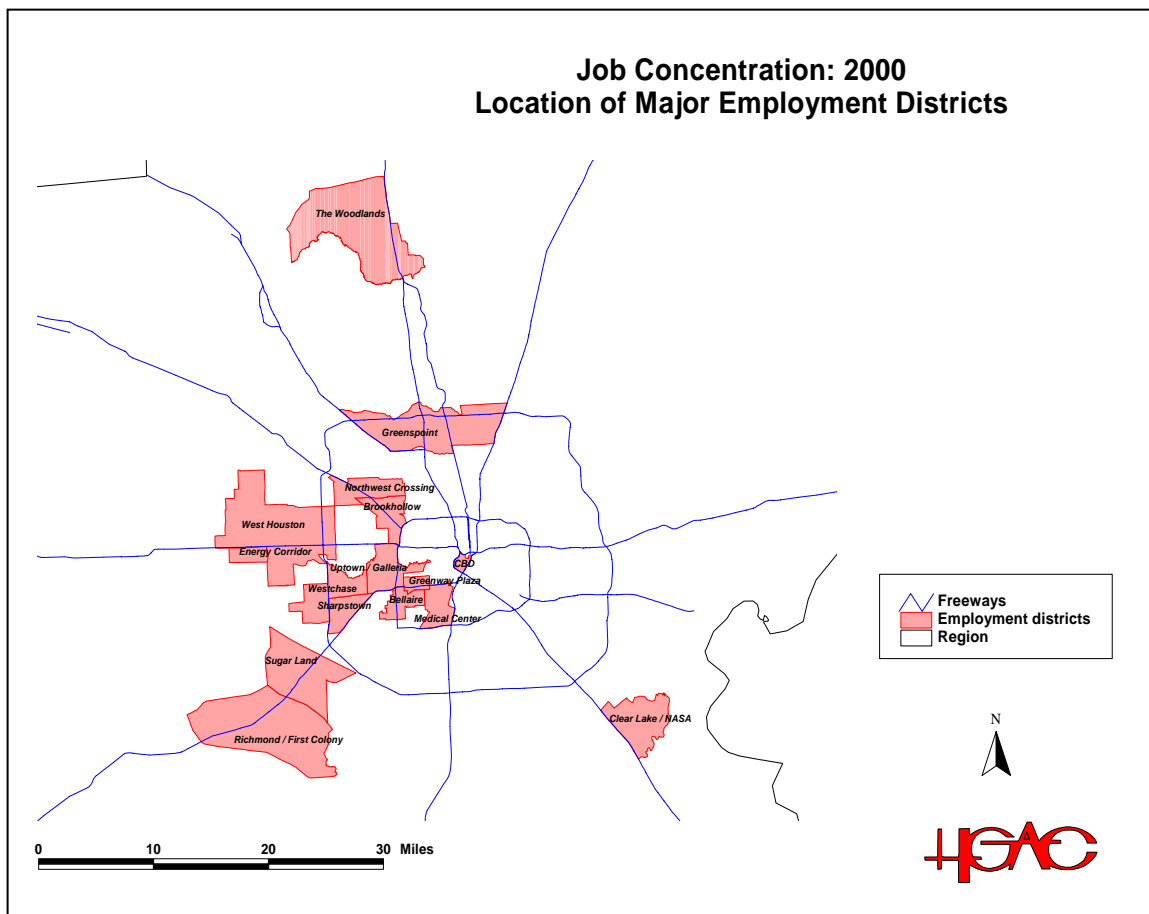 Job Concentration: 2000
Location of Major Employment Districts
The Woodlands
Greenspoint
Northwest Crossing
Brookhollow
West Houston
Energy Corridor
Uptown / Galleria
CBD
Greenway Plaza
Westchase
Bellaire
Sharpstown
Medical Center
Sugar Land
Clear Lake / NASA
Richmond / First Colony
Freeways
Employment districts
Region
N
0 10 20 30 Miles
HGAC